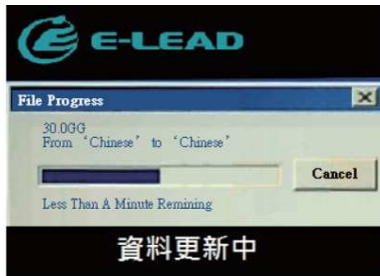 E-LEAD
File Progress
30.0GG
From 'Chinese' to 'Chinese'
Cancel
Less Than A Minute Remining
資料更新中